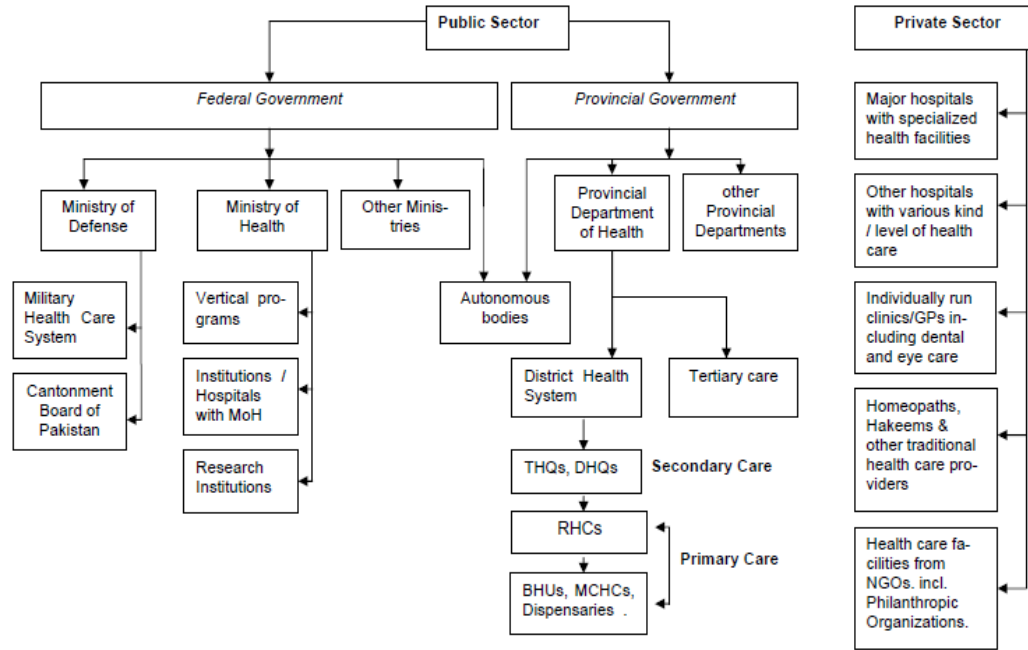 Public Sector
Private Sector
Federal Government
Provincial Government
Ministry of
Defense
Ministry of
Health
Other Minis-
tries
Provincial
Department
of Health
other
Provincial
Departments
Military
Health Care
System
Cantonment
Board of
Pakistan
Vertical pro-
grams
Institutions /
Hospitals
with MoH
Research
Institutions
Autonomous
bodies
District Health
System
Tertiary care
THQs, DHQs
Secondary Care
RHCs
Primary Care
BHUs, MCHCs,
Dispensaries .
Major hospitals
with specialized
health facilities
Other hospitals
with various kind
/ level of health
care
Individually run
clinics/GPs in-
cluding dental
and eye care
Homeopaths,
Hakeems &
other traditional
health care pro-
viders
Health care fa-
cilities from
NGOs. incl.
Philanthropic
Organizations.